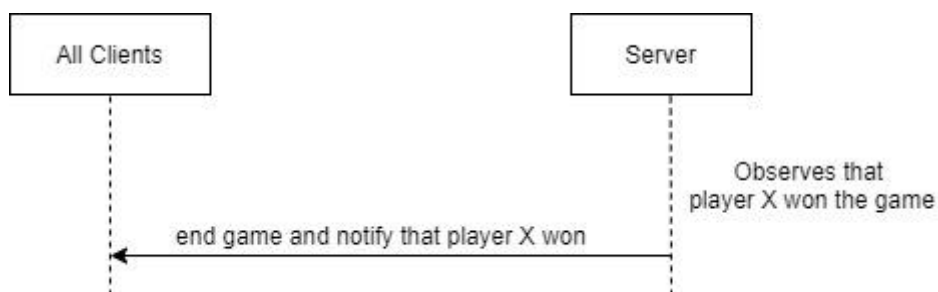 All Clients
Server
Observes that
player X won the game
end game and notify that player X won